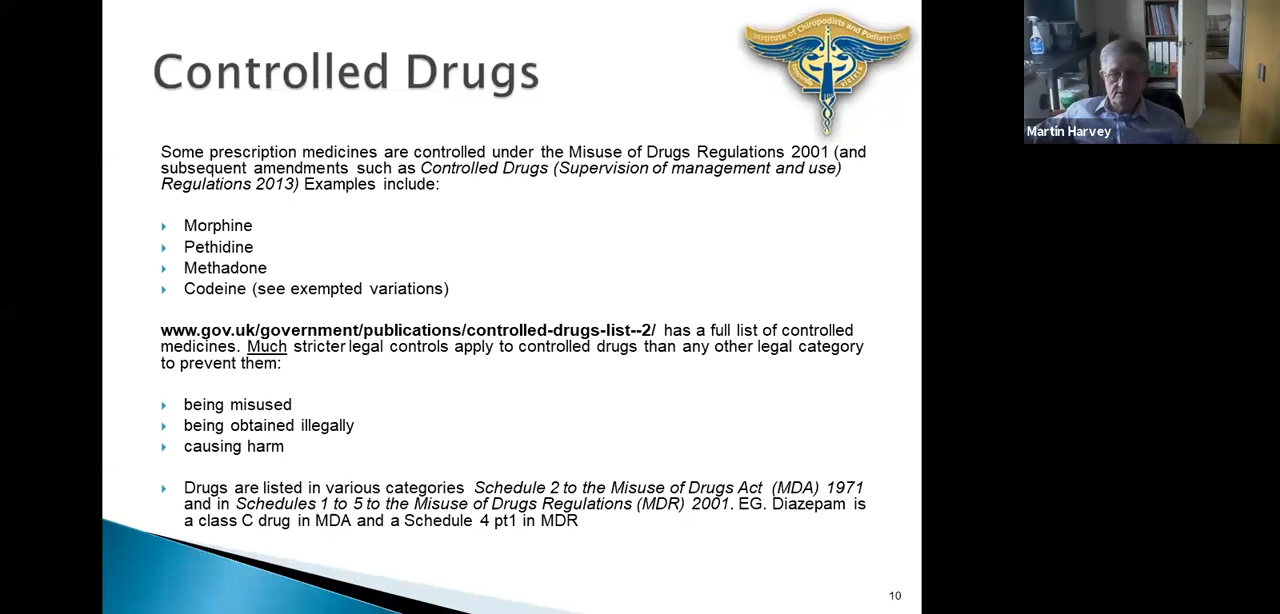 Controlled Drugs
Institute of Chiropodists and Podiatrists
Some prescription medicines are controlled under the Misuse of Drugs Regulations 2001 (and
subsequent amendments such as Controlled Drugs (Supervision of management and use)
Regulations 2013) Examples include:
Morphine
Pethidine
Methadone
Codeine (see exempted variations)
www.gov.uk/government/publications/controlled-drugs-list--2/ has a full list of controlled
medicines. Much stricter legal controls apply to controlled drugs than any other legal category
to prevent them:
being misused
being obtained illegally
causing harm
Drugs are listed in various categories Schedule 2 to the Misuse of Drugs Act (MDA) 1971
and in Schedules 1 to 5 to the Misuse of Drugs Regulations (MDR) 2001. EG. Diazepam is
a class C drug in MDA and a Schedule 4 pt1 in MDR
10
Martin Harvey